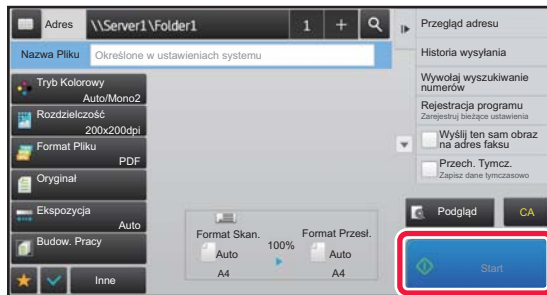 Adres
\\Server1\Folder1
1
+
Nazwa Pliku
Określone w ustawieniach systemu
Tryb Kolorowy
Auto/Mono2
Rozdzielczość
200x200dpi
Format Pliku
PDF
Oryginał
Ekspozycja
Auto
Budow. Pracy
Inne
Format Skan.
Auto
A4
100%
Format Przesł.
Auto
A4
Przegląd adresu
Historia wysyłania
Wywołaj wyszukiwanie
numerów
Rejestracja programu
Zarejestruj bieżące ustawienia
Wyślij ten sam obraz
na adres faksu
Przech. Tymcz.
Zapisz dane tymczasowo
Podgląd
CA
Start